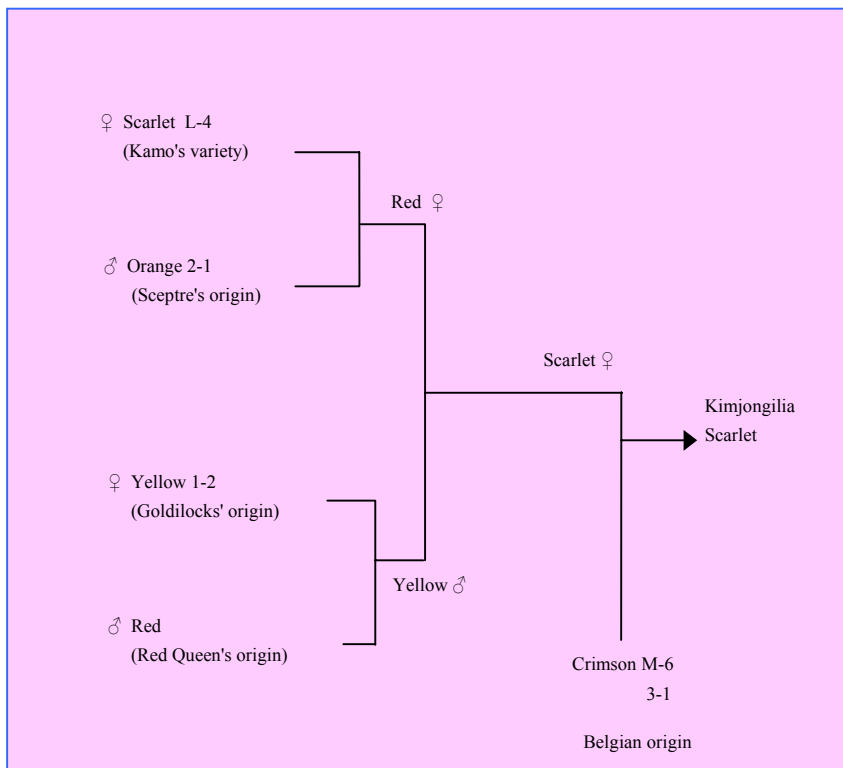 ♀ Scarlet L-4
(Kamo's variety)
Red ♀
♂ Orange 2-1
(Sceptre's origin)
Scarlet ♀
Kimjongilia
Scarlet
♀ Yellow 1-2
(Goldilocks' origin)
Yellow ♂
♂ Red
(Red Queen's origin)
Crimson M-6
3-1
Belgian origin